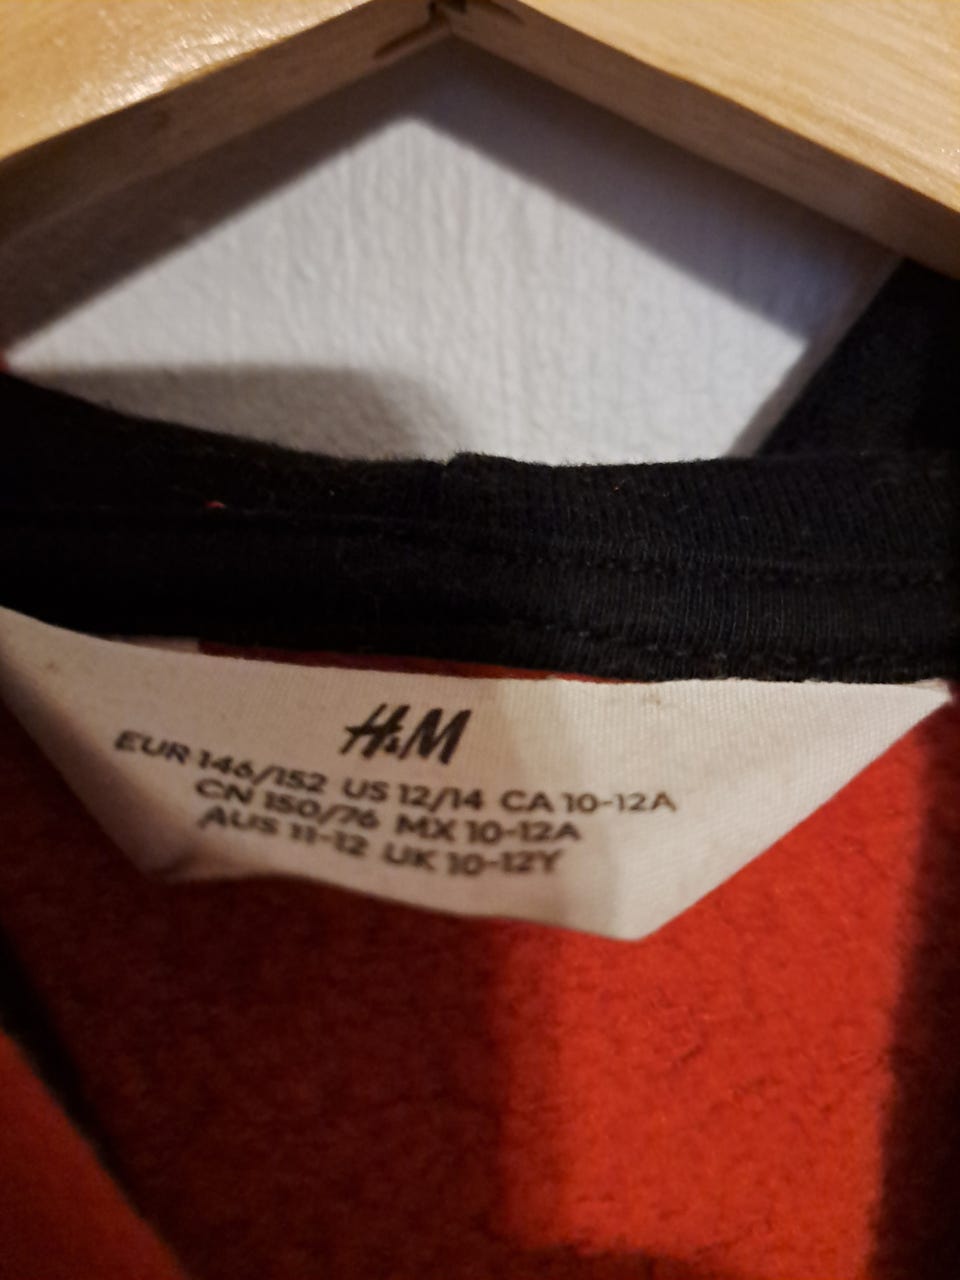 H&M
EUR 146/152 US 12/14 CA 10-12A
CN 150/76 MX 10-12A
AUS 11-12 UK 10-12Y